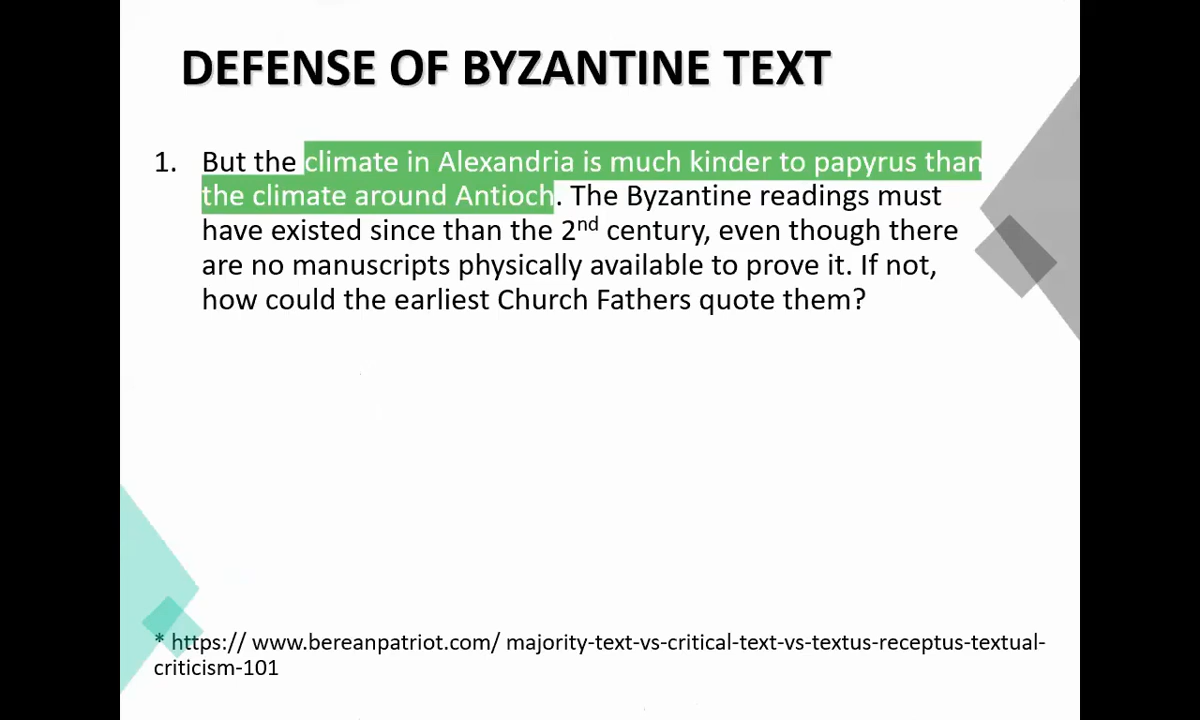 DEFENSE OF BYZANTINE TEXT
1. But the climate in Alexandria is much kinder to papyrus than
the climate around Antioch. The Byzantine readings must
have existed since than the 2nd century, even though there
are no manuscripts physically available to prove it. If not,
how could the earliest Church Fathers quote them?
* https:// www.bereanpatriot.com/ majority-text-vs-critical-text-vs-textus-receptus-textual-
criticism-101